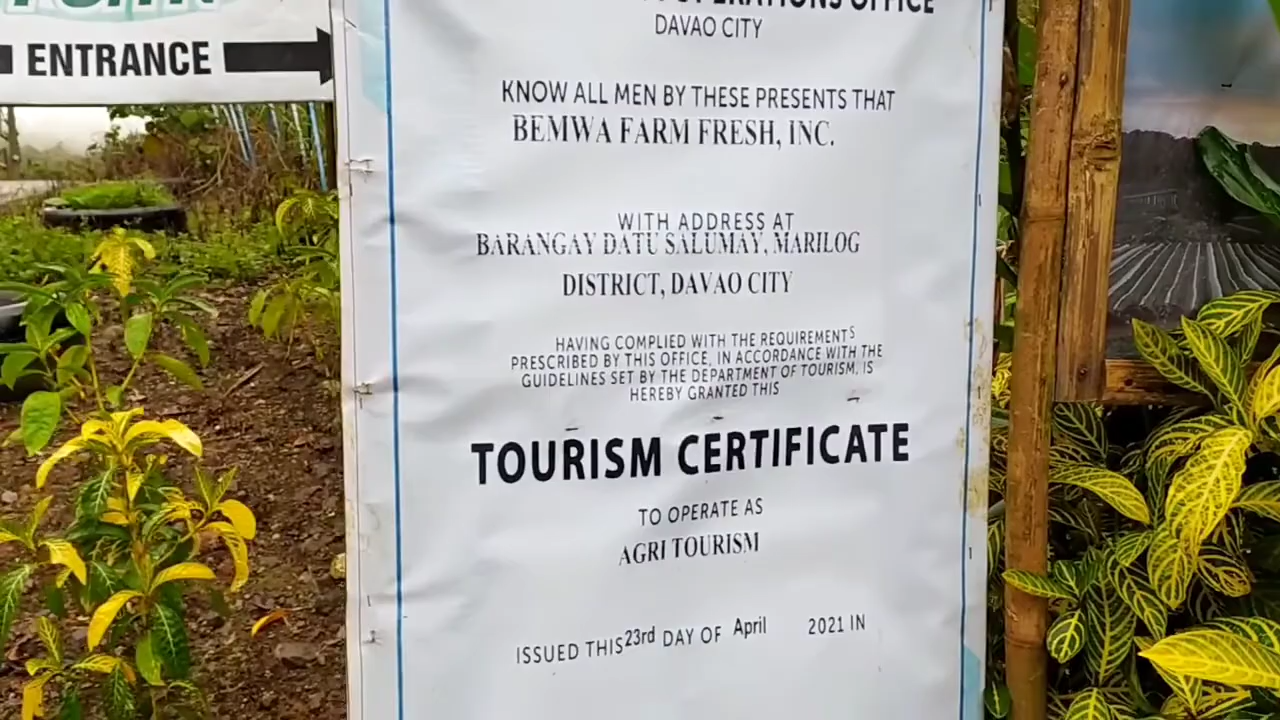 ENTRANCE
OPERATIONS OFFICE
DAVAO CITY
KNOW ALL MEN BY THESE PRESENTS THAT
BEMWA FARM FRESH, INC.
WITH ADDRESS AT
BARANGAY DATU SALUMAY, MARILOG
DISTRICT, DAVAO CITY
HAVING COMPLIED WITH THE REQUIREMENTS
PRESCRIBED BY THIS OFFICE, IN ACCORDANCE WITH THE
GUIDELINES SET BY THE DEPARTMENT OF TOURISM, IS
HEREBY GRANTED THIS
TOURISM CERTIFICATE
TO OPERATE AS
AGRI TOURISM
ISSUED THIS 23rd DAY OF April 2021 IN